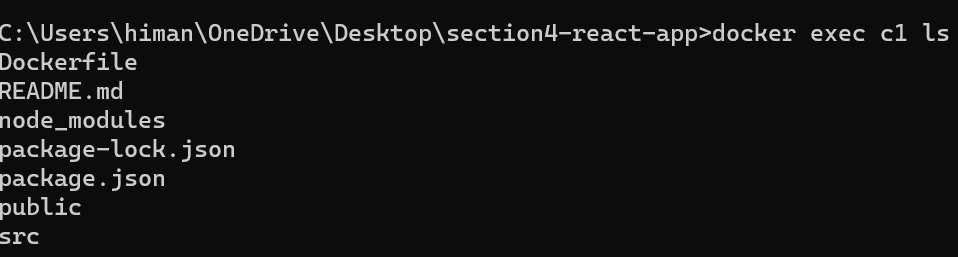 C:\Users\himan\OneDrive\Desktop\section4-react-app>docker exec c1 ls
Dockerfile
README.md
node_modules
package-lock.json
package.json
public
src